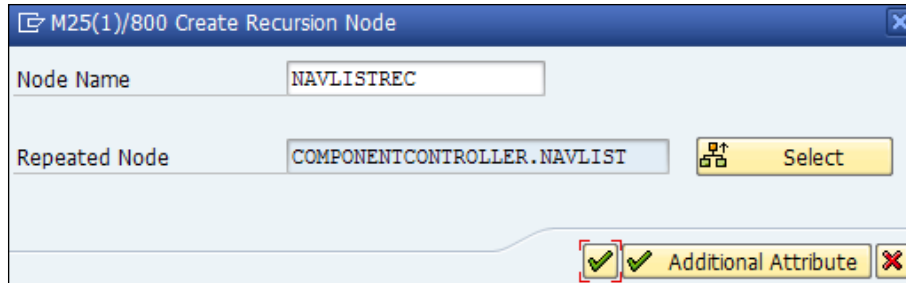 M25(1)/800 Create Recursion Node
Node Name NAVLISTREC
Repeated Node COMPONENTCONTROLLER.NAVLIST Select
Additional Attribute